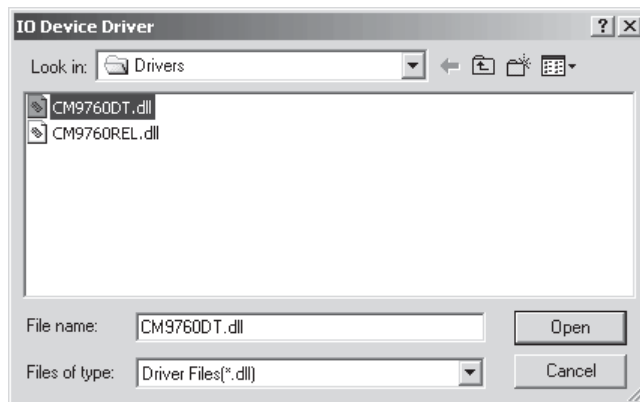 IO Device Driver
Look in: Drivers
CM9760DT.dll
CM9760REL.dll
File name: CM9760DT.dll
Open
Files of type: Driver Files(*.dll)
Cancel